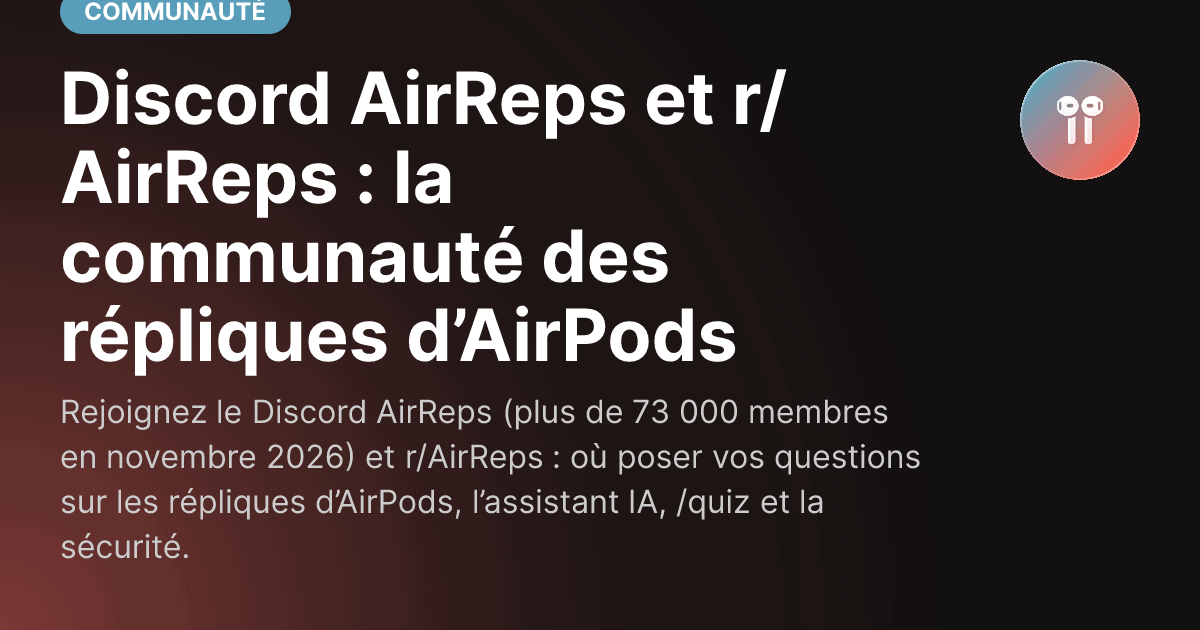 COMMUNAUTÉ
Discord AirReps et r/
AirReps : la
communauté des
répliques d’AirPods
Rejoignez le Discord AirReps (plus de 73 000 membres
en novembre 2026) et r/AirReps : où poser vos questions
sur les répliques d’AirPods, l’assistant IA, /quiz et la
sécurité.